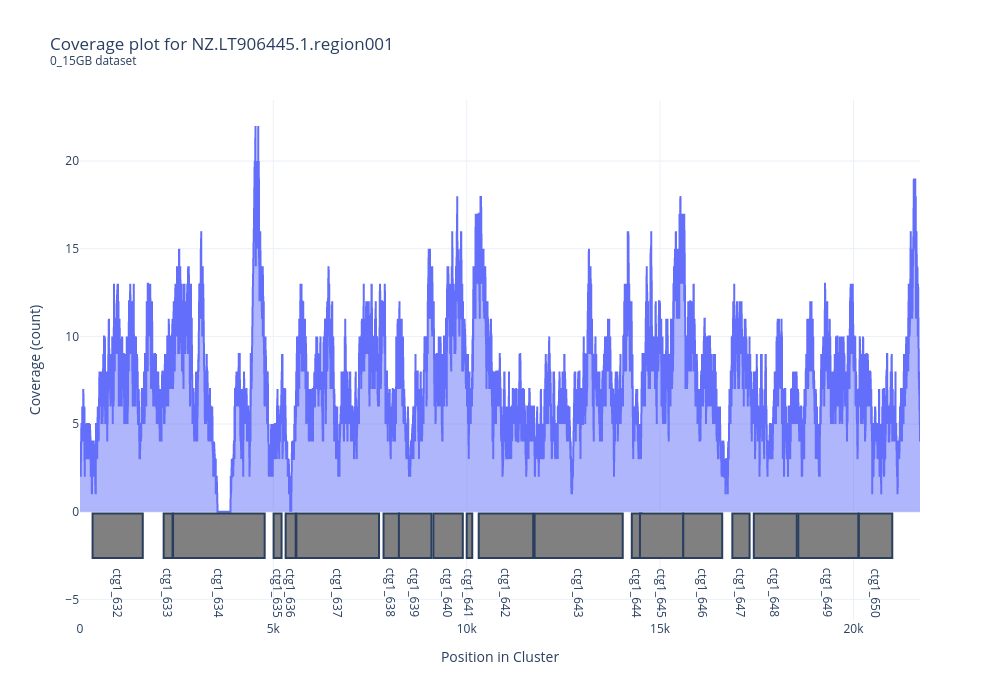 Coverage plot for NZ.LT906445.1.region001
0_15GB dataset
20
15
10
5
0
−5
Coverage (count)
ctg1_632
ctg1_633
ctg1_634
ctg1_635
ctg1_636
ctg1_637
ctg1_638
ctg1_639
ctg1_640
ctg1_641
ctg1_642
ctg1_643
ctg1_644
ctg1_645
ctg1_646
ctg1_647
ctg1_648
ctg1_649
ctg1_650
0 5k 10k 15k 20k
Position in Cluster